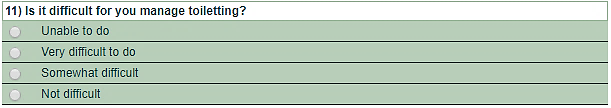 11) Is it difficult for you manage toiletting?
Unable to do
Very difficult to do
Somewhat difficult
Not difficult